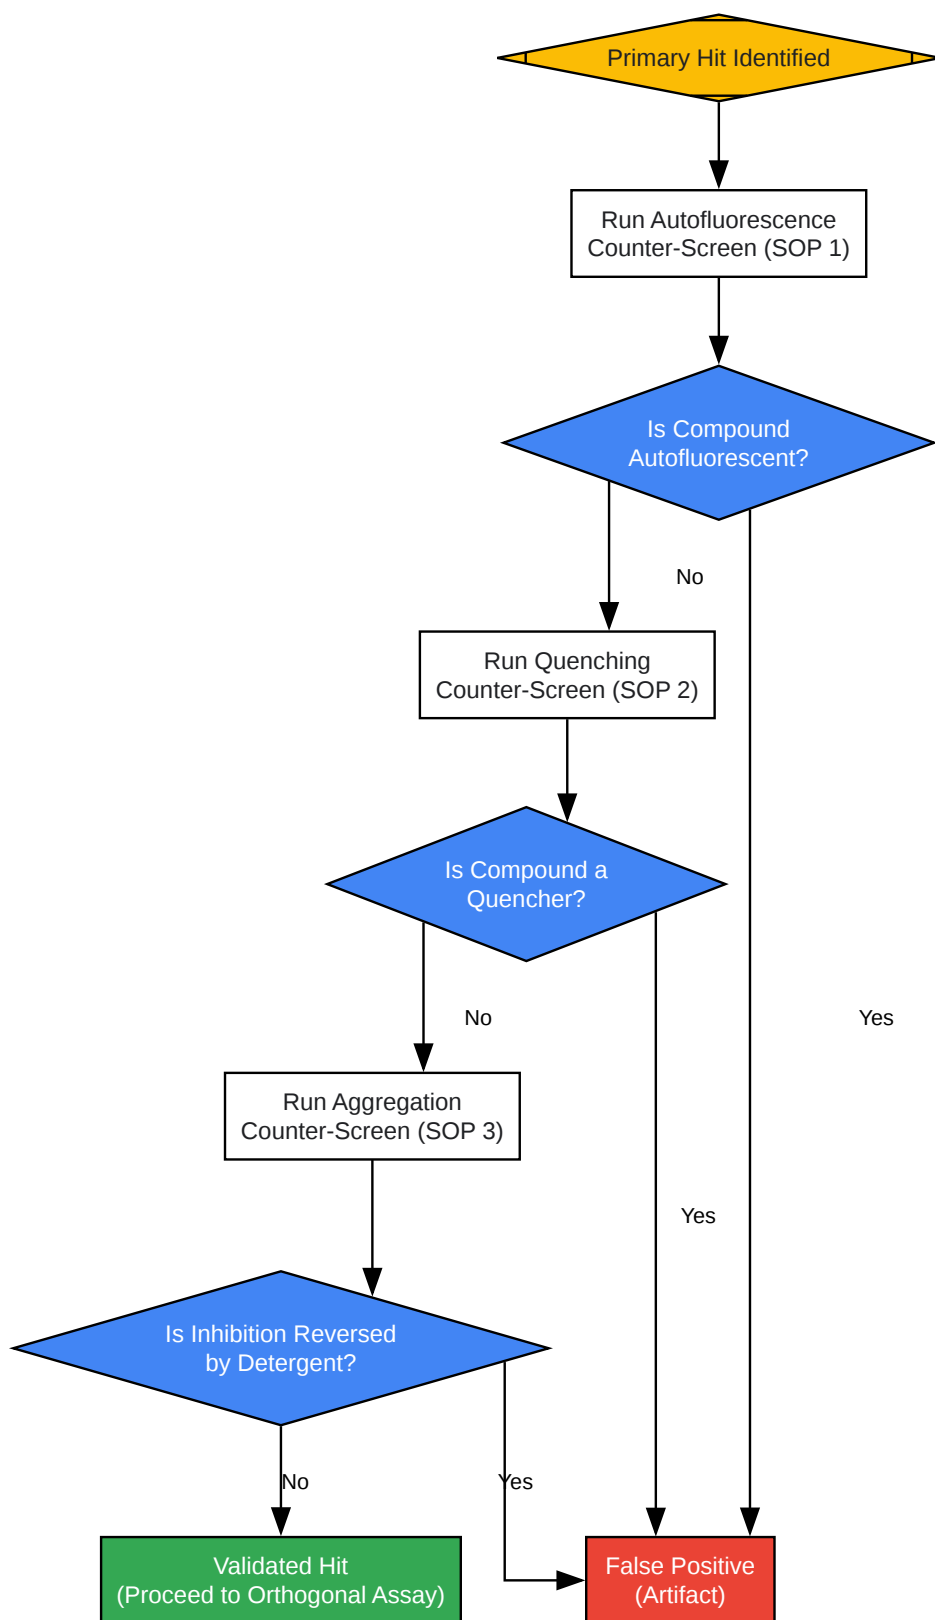 Primary Hit Identified
Run Autofluorescence
Counter-Screen (SOP 1)
Is Compound
Autofluorescent?
No
Run Quenching
Counter-Screen (SOP 2)
Is Compound a
Quencher?
No
Yes
Run Aggregation
Counter-Screen (SOP 3)
Yes
Is Inhibition Reversed
by Detergent?
No
Yes
Validated Hit
(Proceed to Orthogonal Assay)
False Positive
(Artifact)